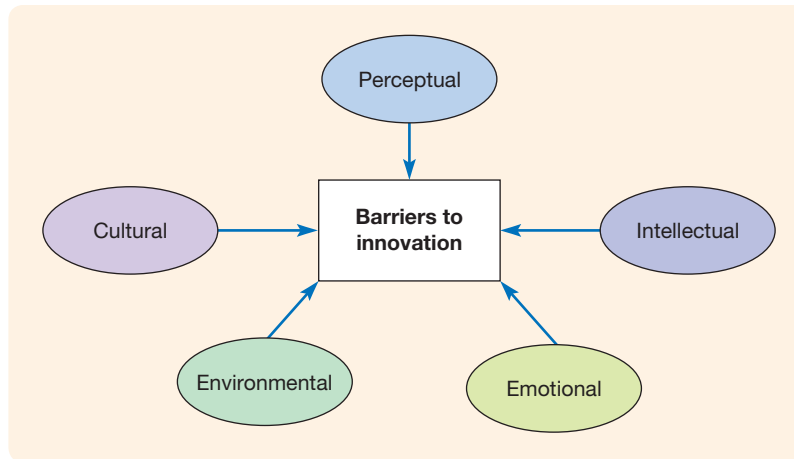 Perceptual
Cultural
Barriers to
innovation
Intellectual
Environmental
Emotional